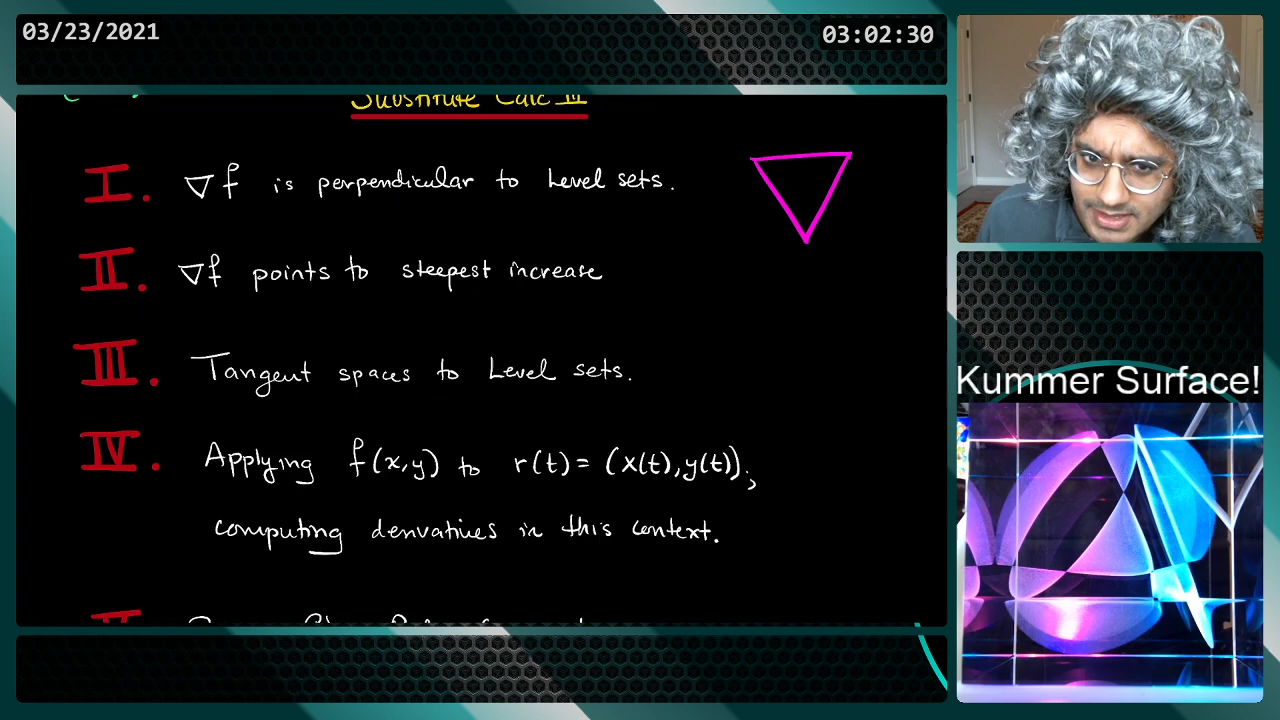 03/23/2021
03:02:30
Substitute Calc III
I. ∇f is perpendicular to Level sets.
II. ∇f points to steepest increase
III. Tangent spaces to Level sets.
IV. Applying f(x,y) to r(t) = (x(t),y(t));
computing derivatives in this context.
Kummer Surface!